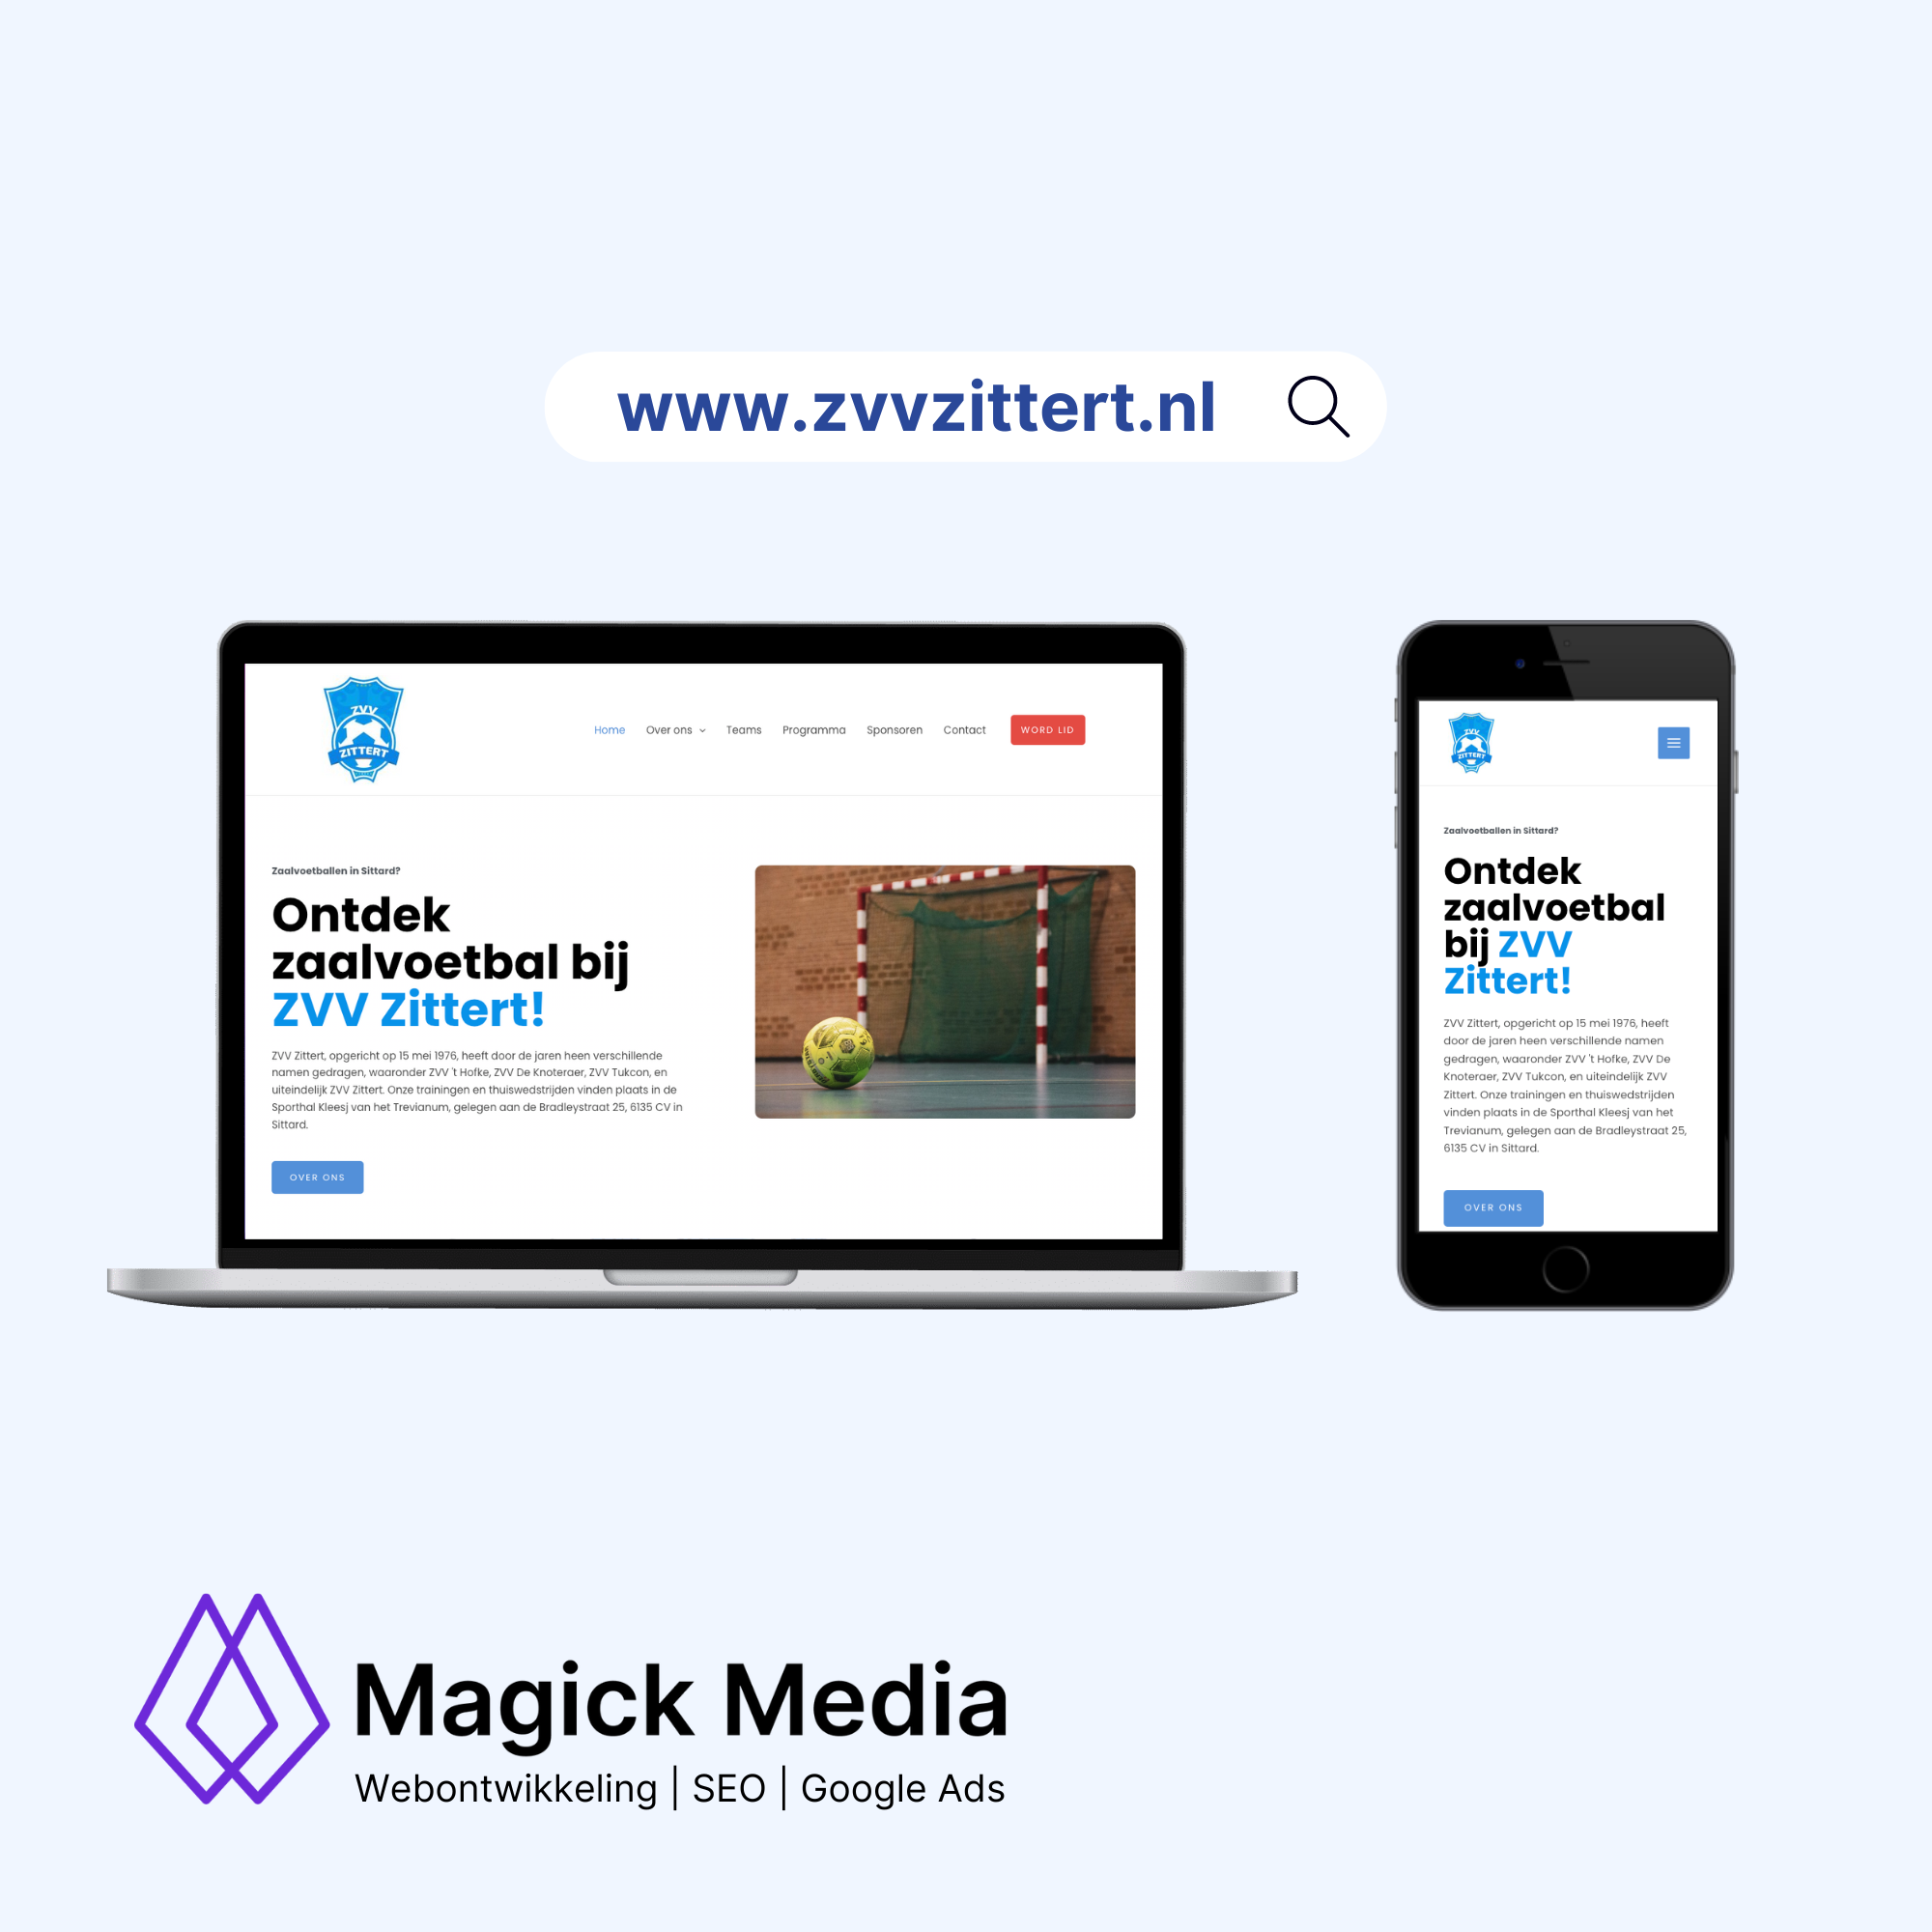 www.zvvzittert.nl
ZVV
ZITTERT
Home Over ons Teams Programma Sponsoren Contact WORD LID
Zaalvoetballen in Sittard?
Ontdek
zaalvoetbal bij
ZVV Zittert!
ZVV Zittert, opgericht op 15 mei 1976, heeft door de jaren heen verschillende
namen gedragen, waaronder ZVV 't Hofke, ZVV De Knoteraer, ZVV Tukcon, en
uiteindelijk ZVV Zittert. Onze trainingen en thuiswedstrijden vinden plaats in de
Sporthal Kleesj van het Trevianum, gelegen aan de Bradleystraat 25, 6135 CV in
Sittard.
OVER ONS
ZVV
ZITTERT
Zaalvoetballen in Sittard?
Ontdek
zaalvoetbal
bij ZVV
Zittert!
ZVV Zittert, opgericht op 15 mei 1976, heeft
door de jaren heen verschillende namen
gedragen, waaronder ZVV 't Hofke, ZVV De
Knoteraer, ZVV Tukcon, en uiteindelijk ZVV
Zittert. Onze trainingen en thuiswedstrijden
vinden plaats in de Sporthal Kleesj van het
Trevianum, gelegen aan de Bradleystraat 25,
6135 CV in Sittard.
OVER ONS
Magick Media
Webontwikkeling | SEO | Google Ads